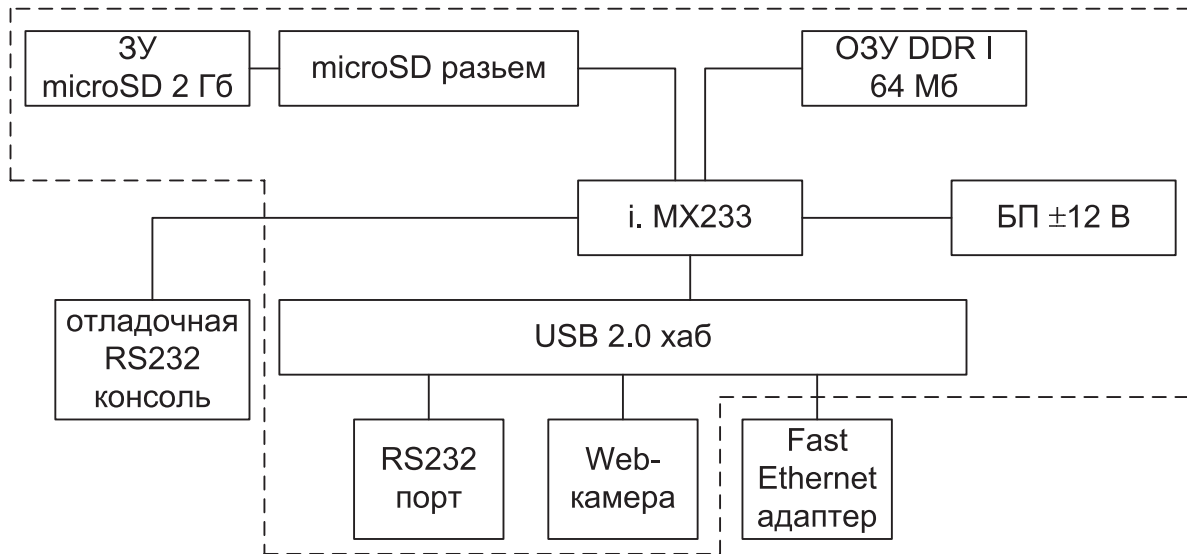 ЗУ
microSD 2 Гб
microSD разьем
ОЗУ DDR I
64 Мб
i. MX233
БП ±12 В
отладочная
RS232
консоль
USB 2.0 хаб
RS232
порт
Web-
камера
Fast
Ethernet
адаптер